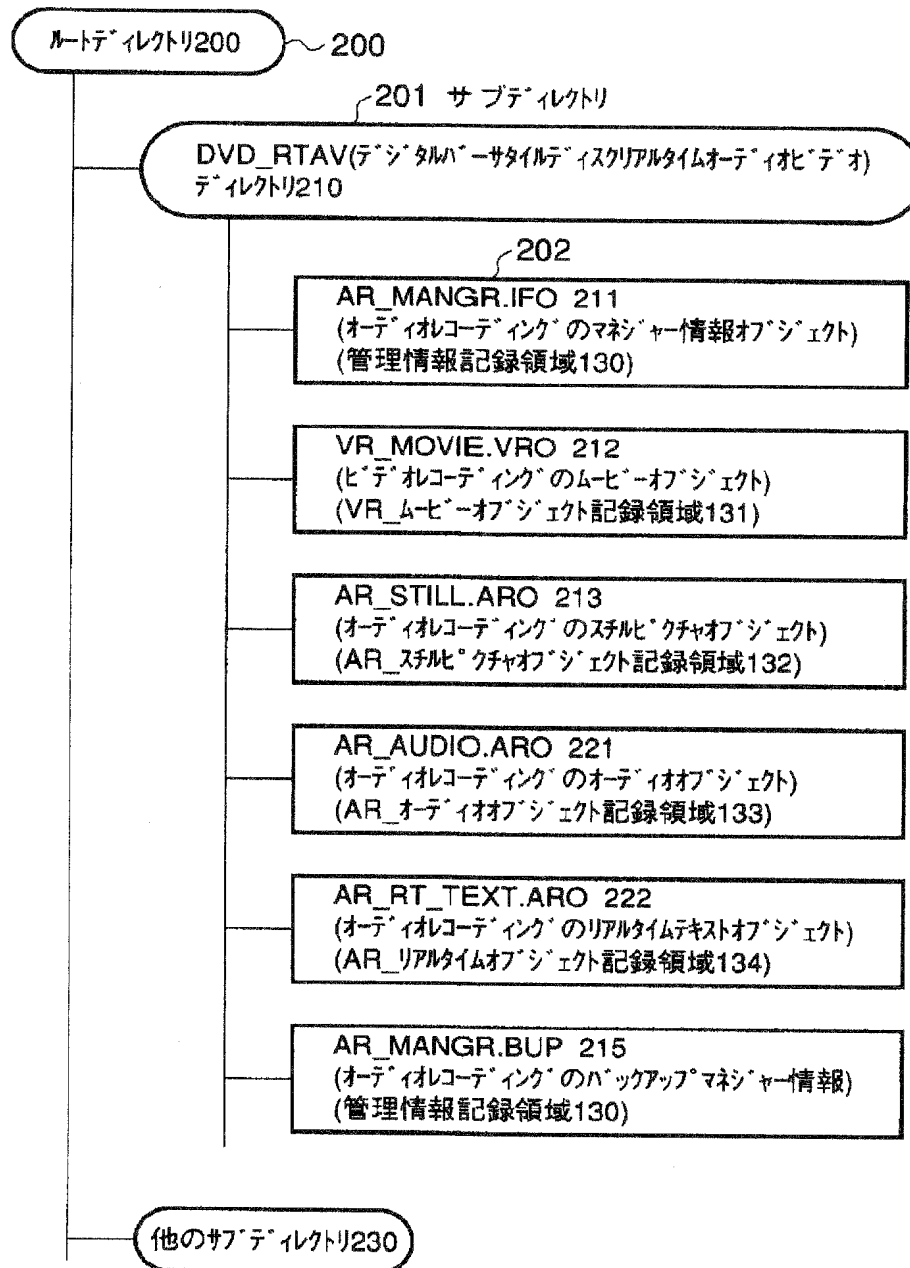 ルートディレクトリ200
200
201 サブディレクトリ
DVD_RTAV(デジタルバーサタイルディスクリアルタイムオーディオビデオ)
ディレクトリ210
202
AR_MANGR.IFO 211
(オーディオレコーディングのマネジャー情報オブジェクト)
(管理情報記録領域130)
VR_MOVIE.VRO 212
(ビデオレコーディングのムービーオブジェクト)
(VR_ムービーオブジェクト記録領域131)
AR_STILL.ARO 213
(オーディオレコーディングのスチルピクチャオブジェクト)
(AR_スチルピクチャオブジェクト記録領域132)
AR_AUDIO.ARO 221
(オーディオレコーディングのオーディオオブジェクト)
(AR_オーディオオブジェクト記録領域133)
AR_RT_TEXT.ARO 222
(オーディオレコーディングのリアルタイムテキストオブジェクト)
(AR_リアルタイムオブジェクト記録領域134)
AR_MANGR.BUP 215
(オーディオレコーディングのバックアップマネジャー情報)
(管理情報記録領域130)
他のサブディレクトリ230